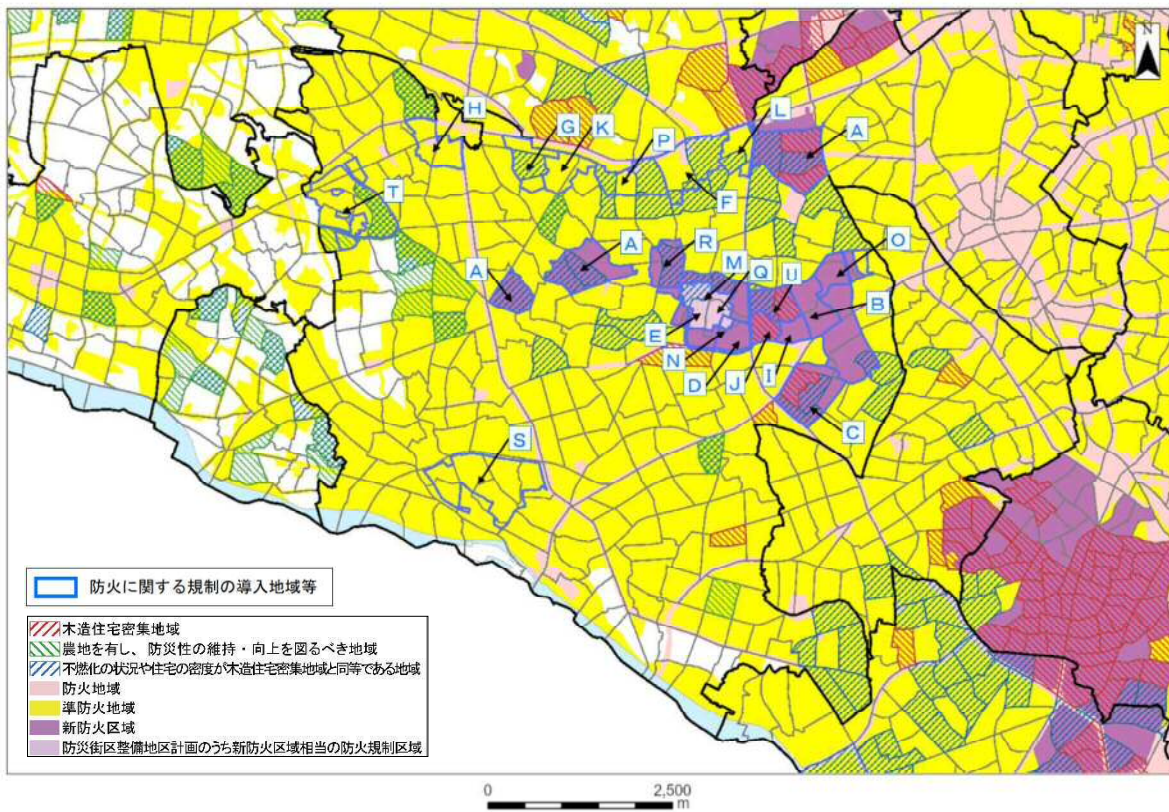 N
H
G K
P
L
A
F
T
A
R
O
A
M Q U
B
E
N D J I
C
S
防火に関する規制の導入地域等
木造住宅密集地域
農地を有し、防災性の維持・向上を図るべき地域
不燃化の状況や住宅の密度が木造住宅密集地域と同等である地域
防火地域
準防火地域
新防火区域
防災街区整備地区計画のうち新防火区域相当の防火規制区域
0 2,500
m